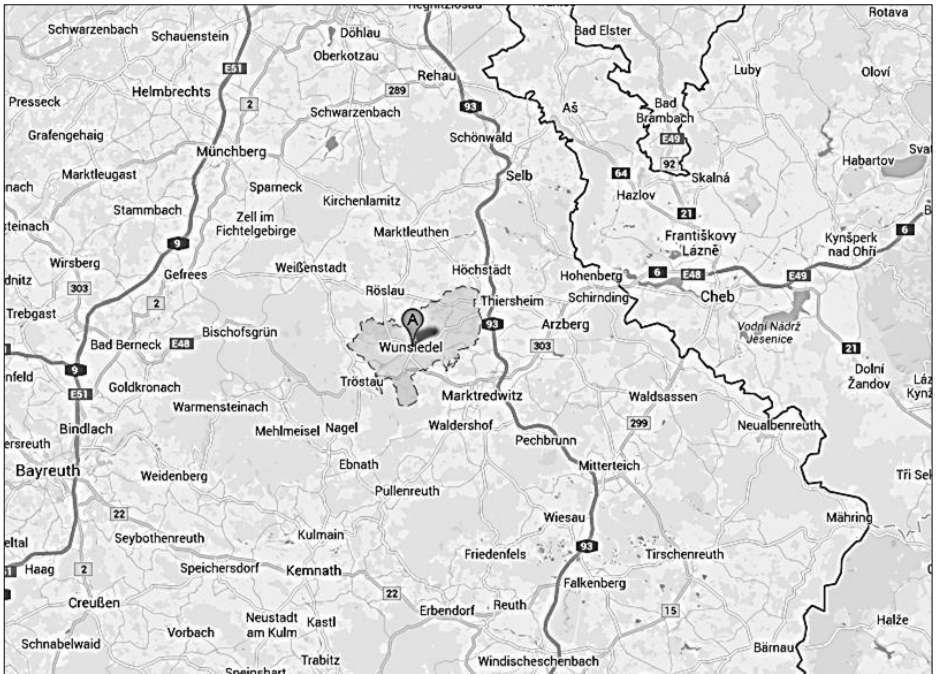 Regnitzlosau
Schwarzenbach
Schauenstein
Döhlau
Oberkotzau
Bad Elster
Rotava
E51
Rehau
Luby
Oloví
Helmbrechts
289
Presseck
2
Schwarzenbach
93
Aš
Bad
Brambach
Grafengehaig
Schönwald
E49
Münchberg
92
Habartov
Marktleugast
Selb
64
Skalná
Sparneck
Hazlov
Kirchenlamitz
21
Stammbach
Zell im
Fichtelgebirge
Marktleuthen
Františkovy
Lázně
Kynšperk
nad Ohří
6
9
Wirsberg
Gefrees
Weißenstadt
Höchstädt
Hohenberg
6
E48
E49
303
Röslau
Thiersheim
Schirnding
Cheb
2
Trebgast
A
93
Arzberg
Vodní Nádrž
Jesenice
Bischofsgrün
Bad Berneck
E48
Wunsiedel
303
21
9
Tröstau
Dolní
Žandov
E51
Goldkronach
Marktredwitz
Waldsassen
Warmensteinach
299
Bindlach
Mehlmeisel
Nagel
Waldershof
Neualbenreuth
Pechbrunn
Bayreuth
Weidenberg
Ebnath
Mitterteich
Pullenreuth
22
Wiesau
Mähring
Seybothenreuth
Kulmain
93
Friedenfels
Tirschenreuth
Haag
2
Speichersdorf
Kemnath
Falkenberg
22
Creußen
Erbendorf
Reuth
15
Neustadt
am Kulm
Kastl
Vorbach
Halže
Schnabelwaid
Bärnau
Trabitz
Windischeschenbach
Speinshart